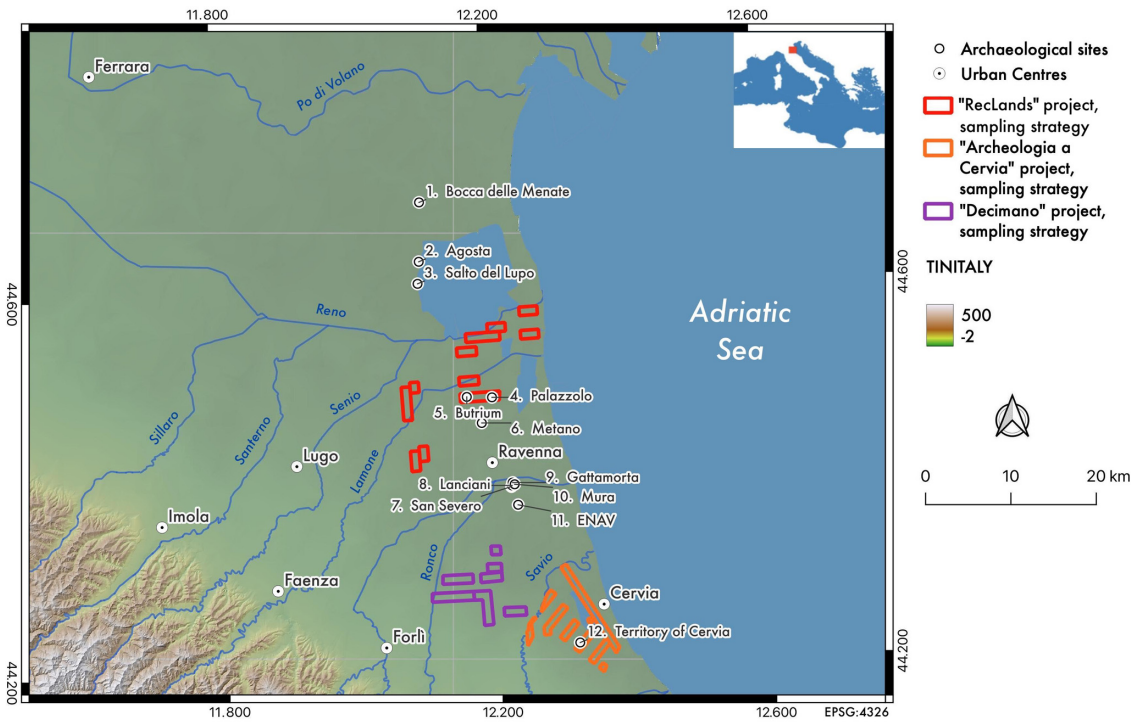 11.800
12.200
12.600
Ferrara
Po di Volano
1. Bocca delle Menate
2. Agosta
3. Salto del Lupo
44.600
44.600
Reno
Adriatic
Sea
Senio
4. Palazzolo
5. Butrium
6. Metano
Sillaro
Santerno
Lamone
Lugo
Ravenna
8. Lanciani
9. Gattamorta
7. San Severo
10. Mura
11. ENAV
Imola
Ronco
Savio
Faenza
Cervia
12. Territory of Cervia
Forlì
44.200
44.200
11.800
12.200
12.600
EPSG:4326
Archaeological sites
Urban Centres
"RecLands" project,
sampling strategy
"Archeologia a
Cervia" project,
sampling strategy
"Decimano" project,
sampling strategy
TINITALY
500
-2
0
10
20 km